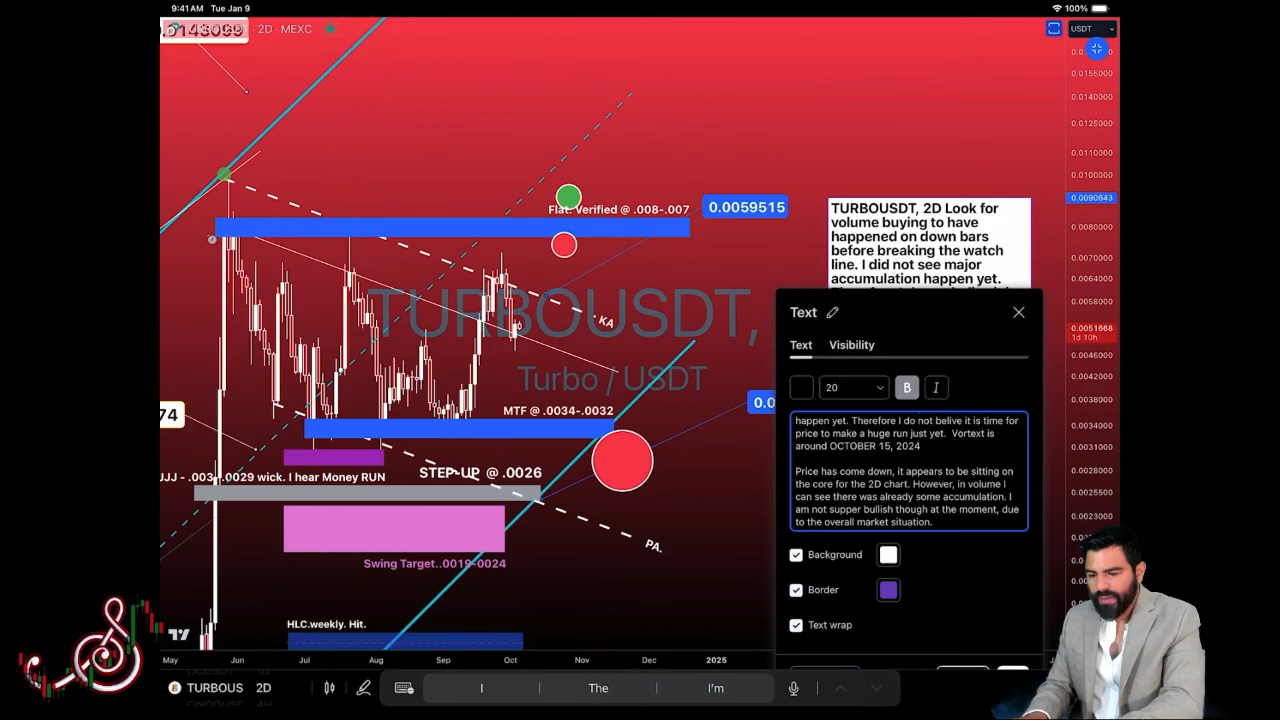 9:41 AM Tue Jan 9
100%
2D · MEXC
USDT
0.0155000
0.0140000
0.0125000
0.0110000
0.0100000
0.0090643
0.0080000
0.0070000
0.0064000
0.0058000
0.0051668
1d 10h
0.0046000
0.0042000
0.0038000
0.0034000
0.0031000
0.0028000
0.0025500
0.0023000
Flat. Verified @ .008-.007
0.0059515
TURBOUSDT, 2D Look for
volume buying to have
happened on down bars
before breaking the watch
line. I did not see major
accumulation happen yet.
TURBOUSDT,
Turbo / USDT
KA
MTF @ .0034-.0032
0.0
74
STEP-UP @ .0026
JJ - .003-.0029 wick. I hear Money RUN
PA.
Swing Target..0019-0024
HLC.weekly. Hit.
Text
Text
Visibility
20
B
I
happen yet. Therefore I do not belive it is time for
price to make a huge run just yet. Vortext is
around OCTOBER 15, 2024
Price has come down, it appears to be sitting on
the core for the 2D chart. However, in volume I
can see there was already some accumulation. I
am not supper bullish though at the moment, due
to the overall market situation.
Background
Border
Text wrap
May
Jun
Jul
Aug
Sep
Oct
Nov
Dec
2025
TURBOUS 2D
I
The
I'm